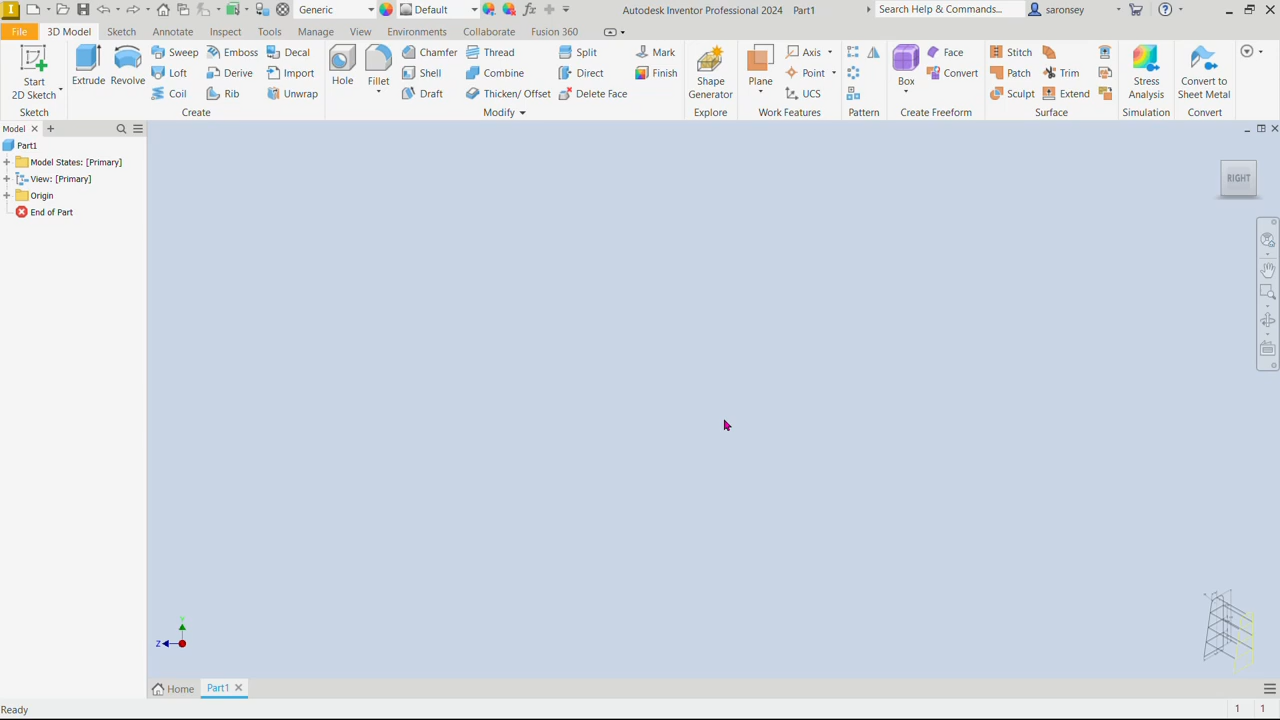 I Generic Default fx Autodesk Inventor Professional 2024 Part1 Search Help & Commands... saronsey ?
File 3D Model Sketch Annotate Inspect Tools Manage View Environments Collaborate Fusion 360
Start 2D Sketch Extrude Revolve Sweep Emboss Decal Hole Fillet Chamfer Thread Split Mark Shape Generator Plane Axis Box Face Stitch Stress Analysis Convert to Sheet Metal
Loft Derive Import Shell Combine Direct Finish Point Convert Patch Trim
Coil Rib Unwrap Draft Thicken/ Offset Delete Face UCS Sculpt Extend
Sketch Create Modify Explore Work Features Pattern Create Freeform Surface Simulation Convert
Model
Part1
Model States: [Primary]
View: [Primary]
Origin
End of Part
RIGHT
Y
Z
Home Part1
Ready 1 1